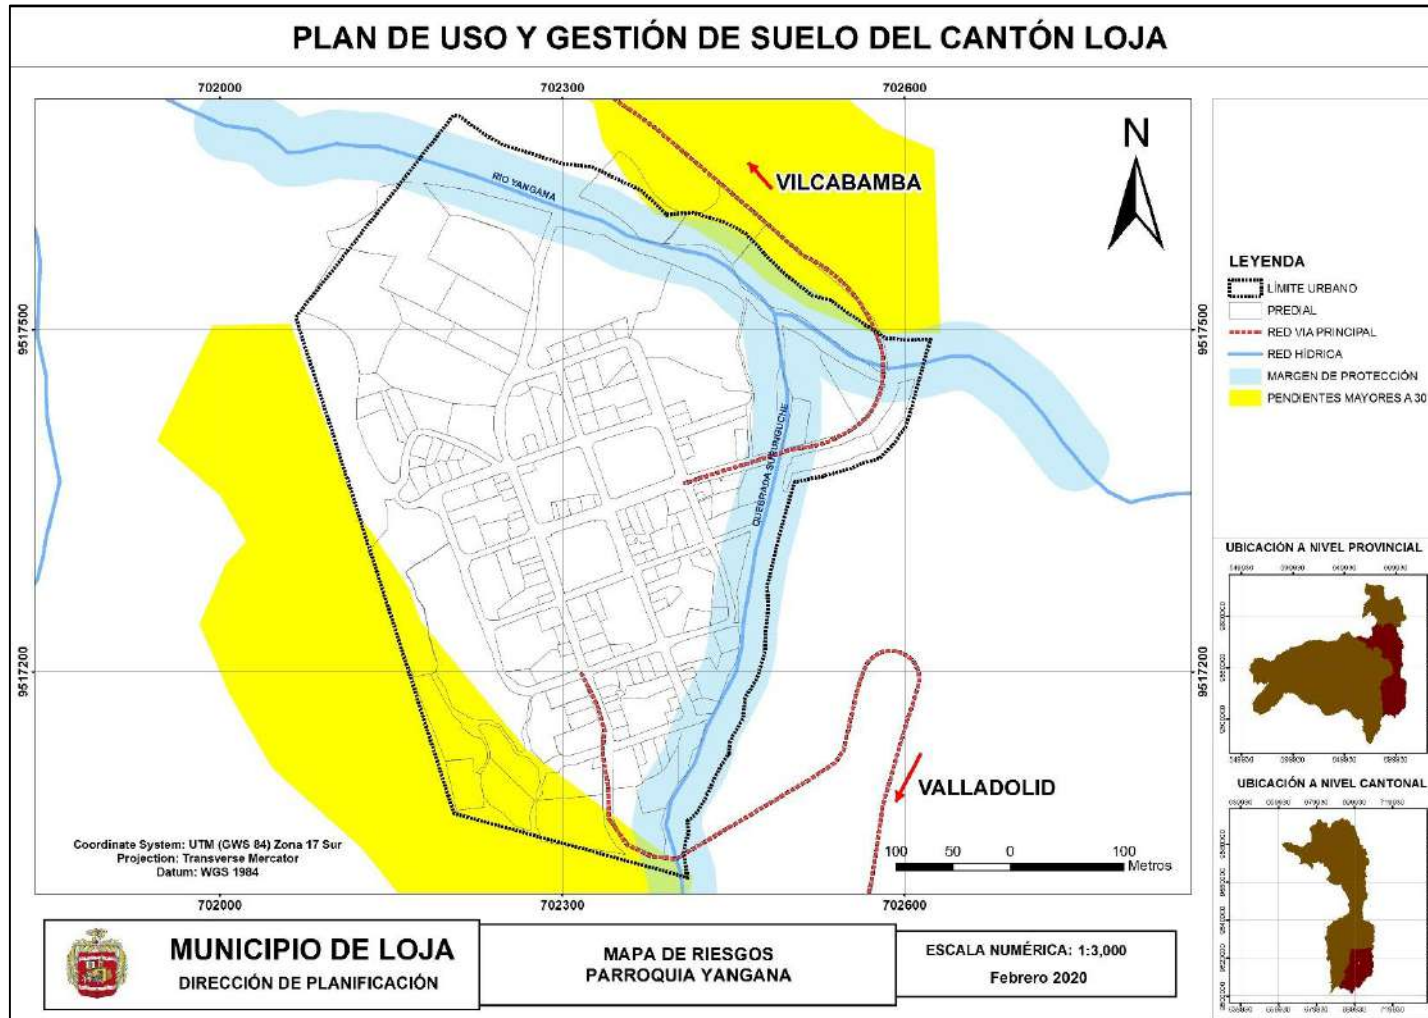 PLAN DE USO Y GESTIÓN DE SUELO DEL CANTÓN LOJA
702000
702300
702600
N
VILCABAMBA
RIO YANGANA
9517500
9517500
QUEBRADA
9517200
9517200
VALLADOLID
Coordinate System: UTM (GWS 84) Zona 17 Sur
Projection: Transverse Mercator
Datum: WGS 1984
100 50 0 100
Metros
702000
702300
702600
LEYENDA
LÍMITE URBANO
PREDIAL
RED VIA PRINCIPAL
RED HÍDRICA
MARGEN DE PROTECCIÓN
PENDIENTES MAYORES A 30
UBICACIÓN A NIVEL PROVINCIAL
UBICACIÓN A NIVEL CANTONAL
MUNICIPIO DE LOJA
DIRECCIÓN DE PLANIFICACIÓN
MAPA DE RIESGOS
PARROQUIA YANGANA
ESCALA NUMÉRICA: 1:3,000
Febrero 2020